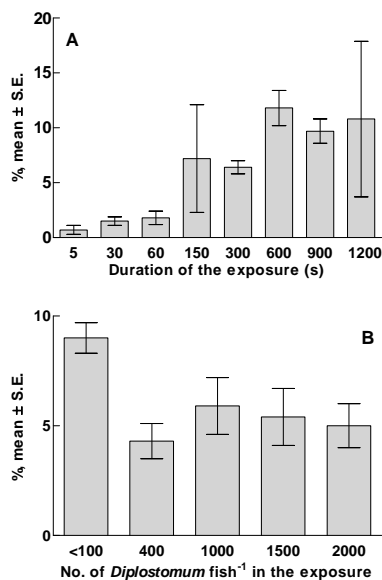 A
%, mean ± S.E.
20
15
10
5
0
5 30 60 150 300 600 900 1200
Duration of the exposure (s)
B
%, mean ± S.E.
10
5
0
<100 400 1000 1500 2000
No. of Diplostomum fish⁻¹ in the exposure